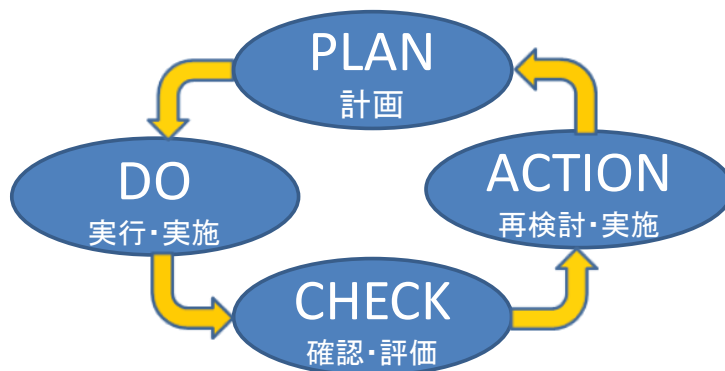 PLAN
計画
DO
実行・実施
CHECK
確認・評価
ACTION
再検討・実施